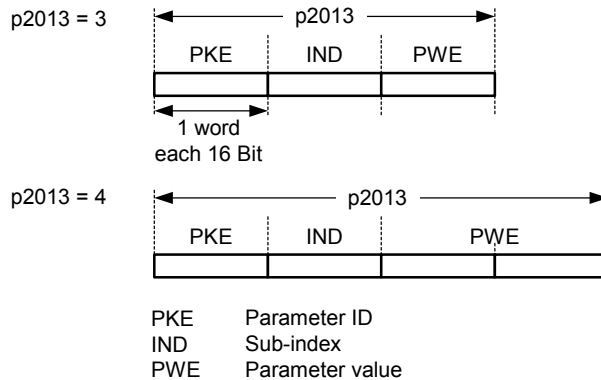 p2013 = 3
p2013
PKE IND PWE
1 word
each 16 Bit
p2013 = 4
p2013
PKE IND PWE
PKE Parameter ID
IND Sub-index
PWE Parameter value